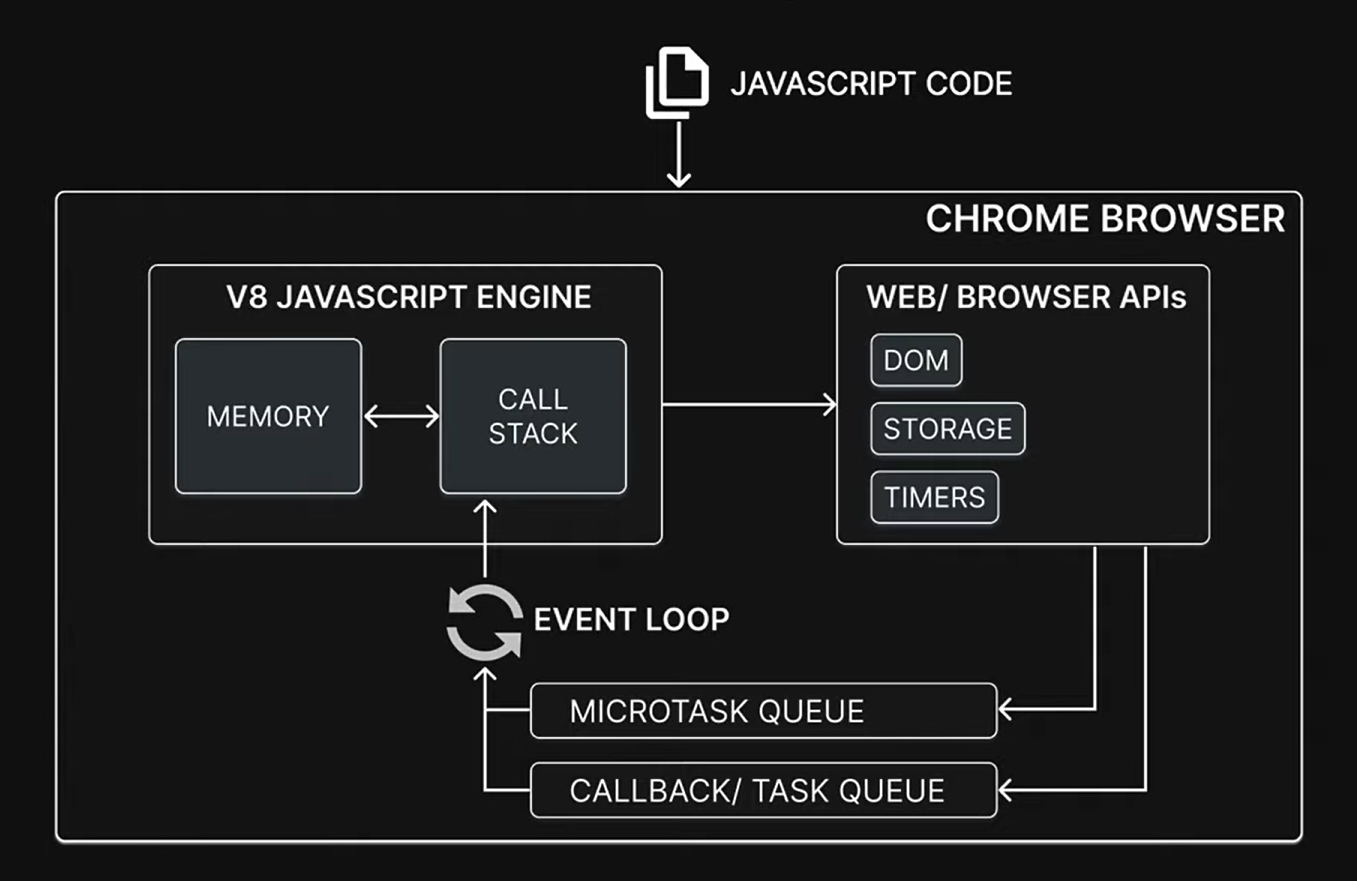 JAVASCRIPT CODE
CHROME BROWSER
V8 JAVASCRIPT ENGINE
MEMORY
CALL
STACK
WEB/ BROWSER APIs
DOM
STORAGE
TIMERS
EVENT LOOP
MICROTASK QUEUE
CALLBACK/ TASK QUEUE